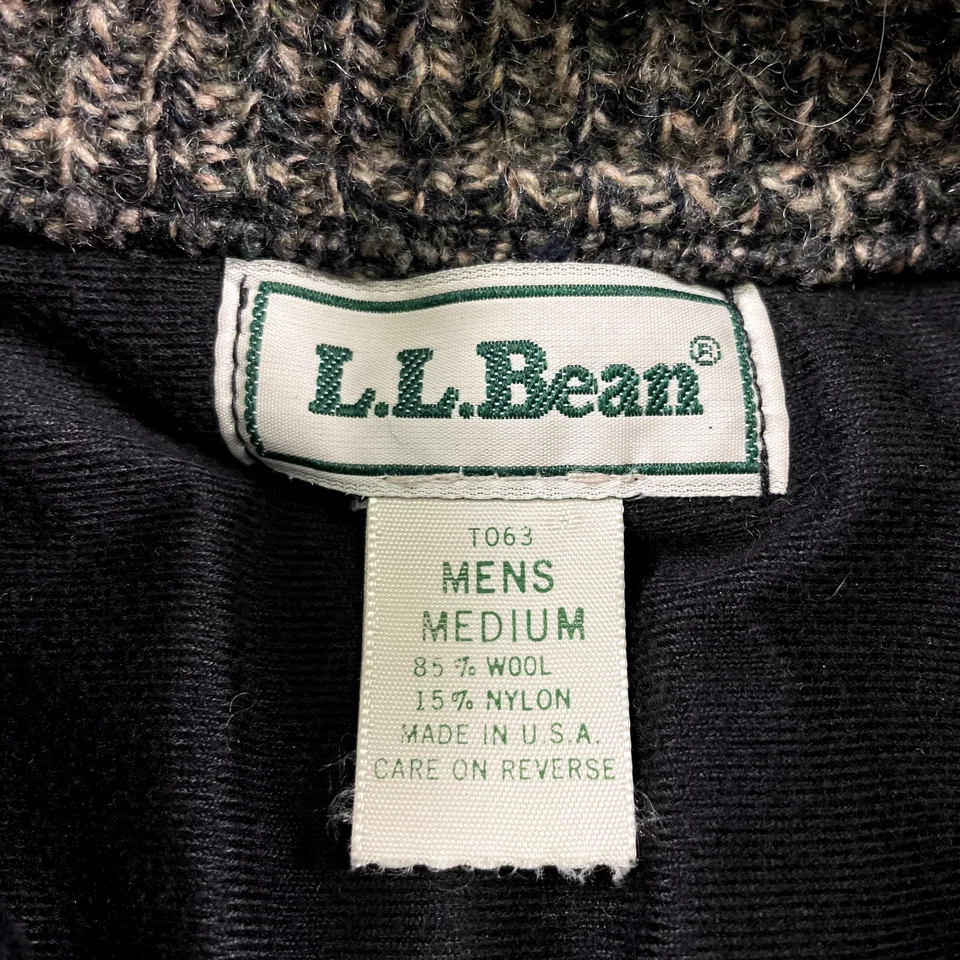 L.L.Bean®
T063
MENS
MEDIUM
85% WOOL
15% NYLON
MADE IN U.S.A.
CARE ON REVERSE